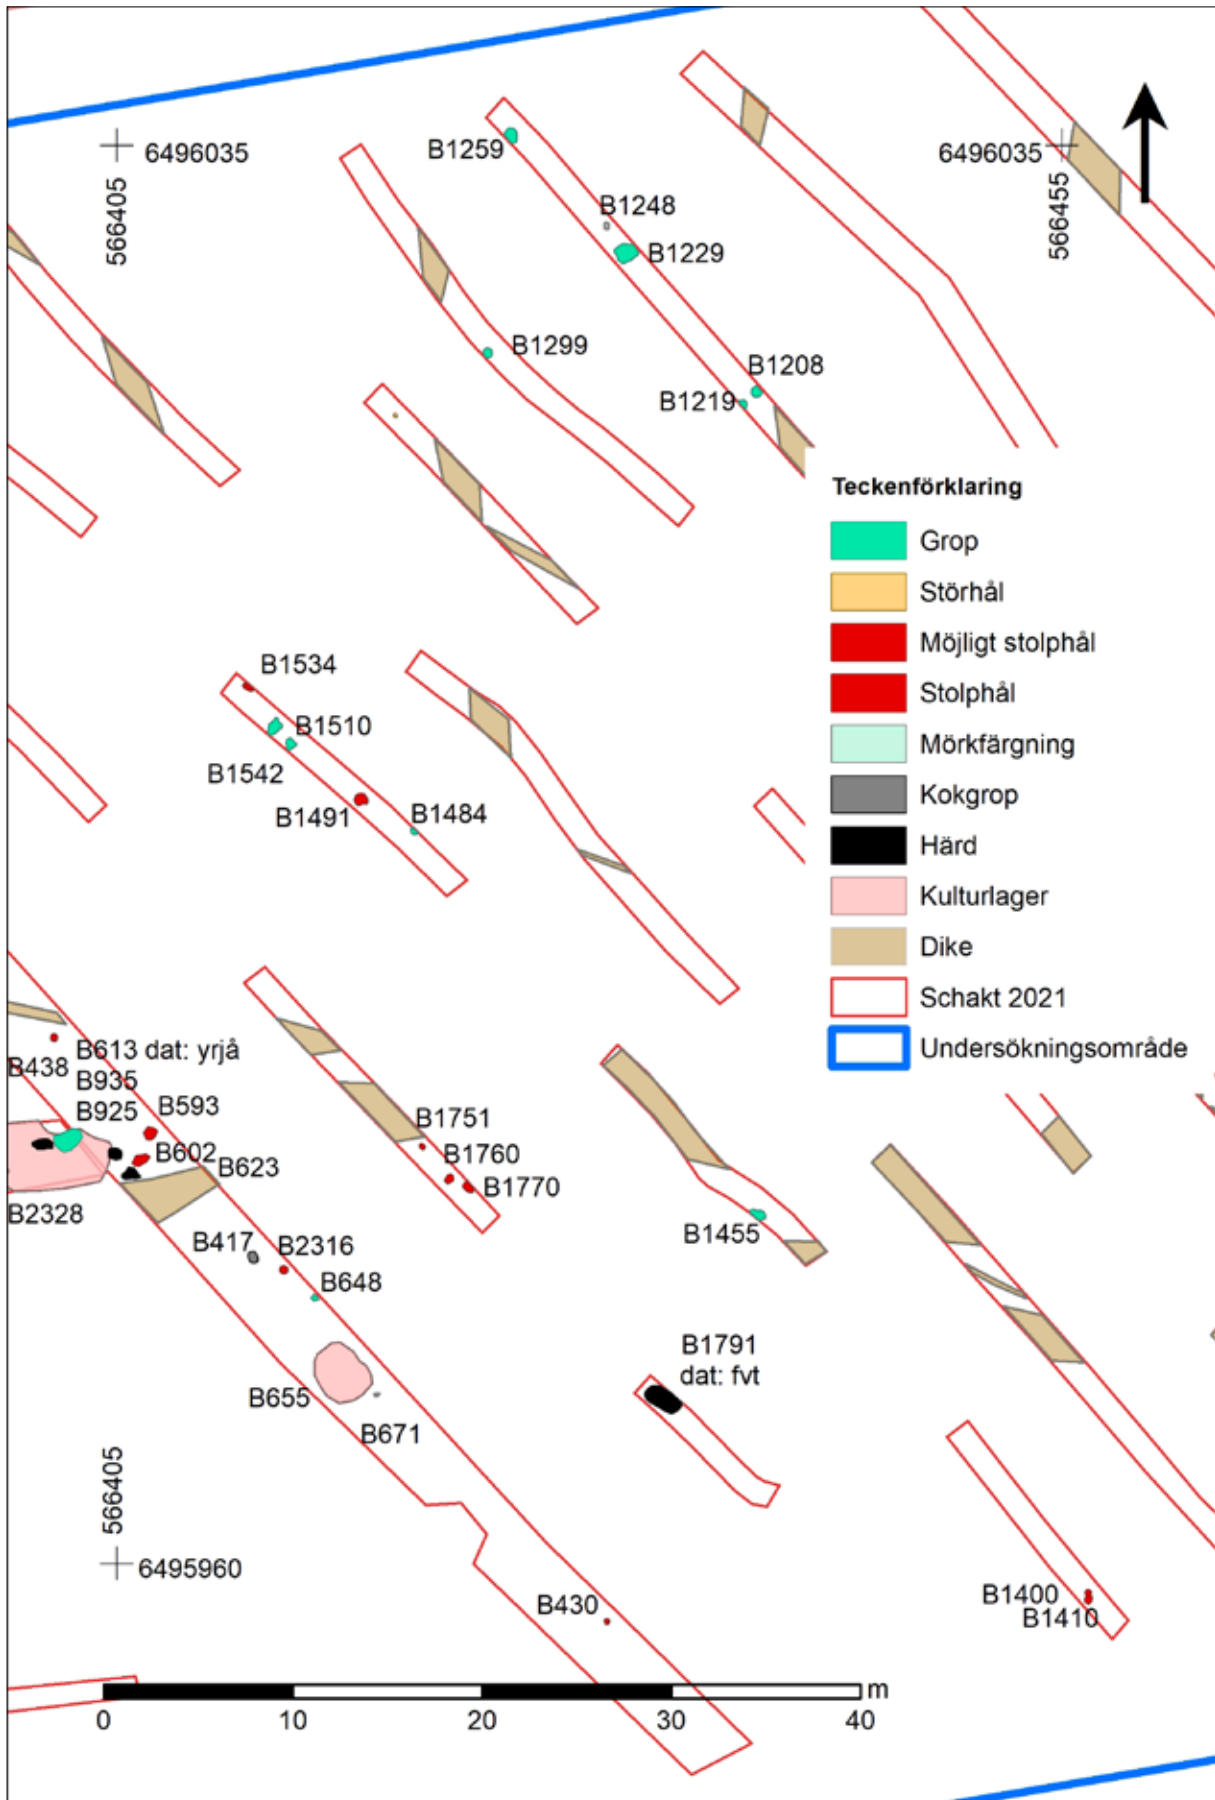 B1259
6496035
6496035
566405
566455
B1248
B1229
B1299
B1208
B1219
Teckenförklaring
Grop
Störhål
Möjligt stolphål
Stolphål
Mörkfärgning
Kokgrop
Härd
Kulturlager
Dike
Schakt 2021
Undersökningsområde
B1534
B1510
B1542
B1491
B1484
B613 dat: yrjå
B438
B935
B925
B593
B602
B623
B2328
B417
B2316
B648
B655
B671
B1751
B1760
B1770
B1455
B1791
dat: fvt
566405
6495960
B430
B1400
B1410
m
0 10 20 30 40